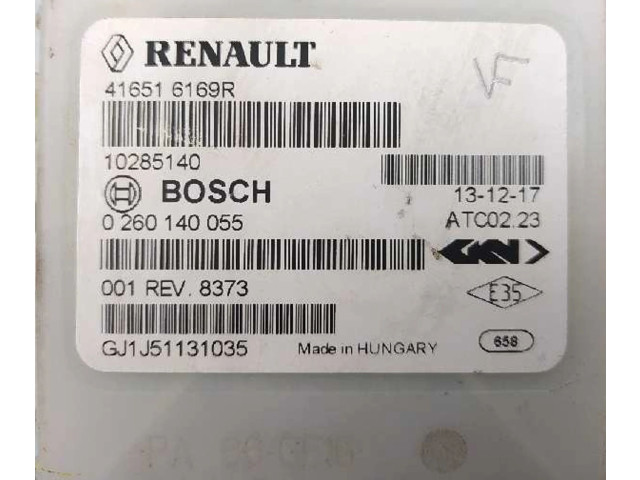 RENAULT
41651 6169R
VF
10285140
BOSCH
13-12-17
0 260 140 055
ATC02.23
GKN
001 REV. 8373
E35
GJ1J51131035
Made in HUNGARY
658